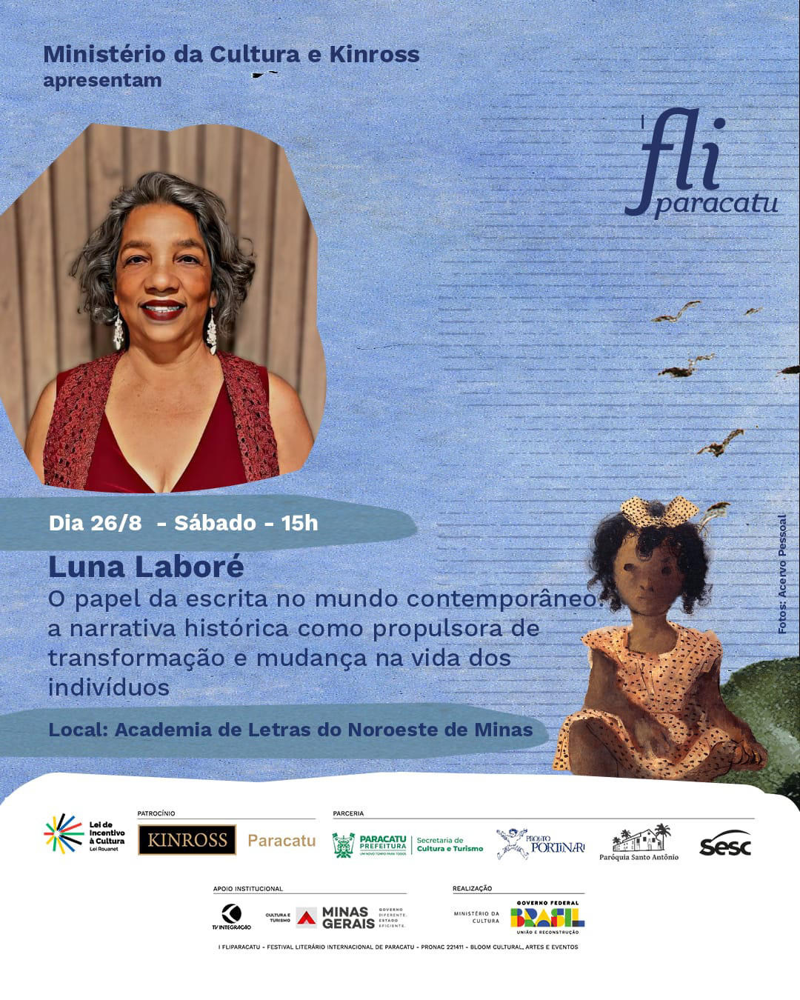 Ministério da Cultura e Kinross
apresentam
I fli
paracatu
Dia 26/8 - Sábado - 15h
Luna Laboré
O papel da escrita no mundo contemporâneo:
a narrativa histórica como propulsora de
transformação e mudança na vida dos
indivíduos
Local: Academia de Letras do Noroeste de Minas
Fotos: Acervo Pessoal
Lei de
Incentivo
à Cultura
Lei Rouanet
PATROCÍNIO
KINROSS Paracatu
PARCERIA
PARACATU
PREFEITURA
UM NOVO TEMPO PARA TODOS
Secretaria de
Cultura e Turismo
PROJETO
PORTINARI
Paróquia Santo Antônio
Sesc
APOIO INSTITUCIONAL
TV INTEGRAÇÃO
CULTURA E
TURISMO
MINAS
GERAIS
GOVERNO
DIFERENTE.
ESTADO
EFICIENTE.
REALIZAÇÃO
MINISTÉRIO DA
CULTURA
GOVERNO FEDERAL
BRASIL
UNIÃO E RECONSTRUÇÃO
I FLIPARACATU - FESTIVAL LITERÁRIO INTERNACIONAL DE PARACATU - PRONAC 221411 - BLOOM CULTURAL, ARTES E EVENTOS